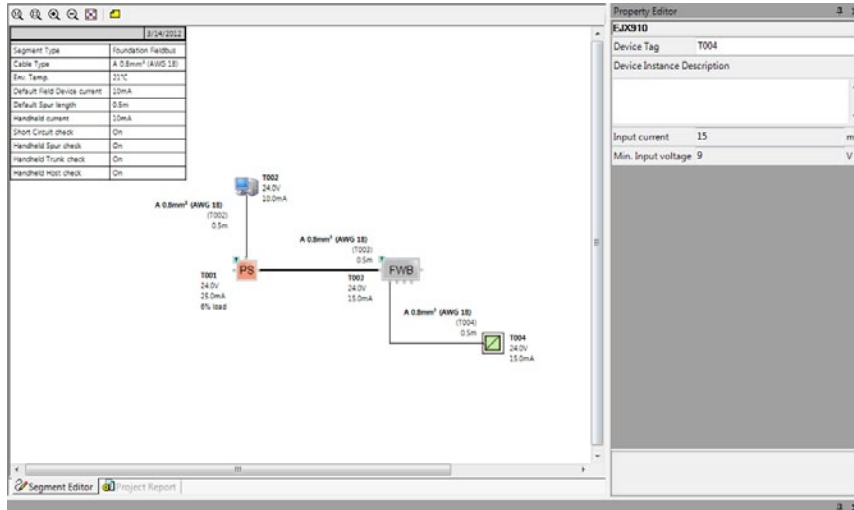 Property Editor
3/14/2012
EJX910
Segment Type Foundation Fieldbus
Device Tag T004
Cable Type A 0.8mm² (AWG 18)
Device Instance Description
Env. Temp. 21℃
Default Field Device current 10mA
Default Spur length 0.5m
Handheld current 10mA
Short Circuit check On
Input current 15 m
Handheld Spur check On
Min. Input voltage 9 V
Handheld Trunk check On
Handheld Host check On
T002
24.0V
10.0mA
A 0.8mm² (AWG 18)
(T002)
0.5m
A 0.8mm² (AWG 18)
(T003)
0.5m
PS
FWB
T001
24.0V
25.0mA
6% load
T003
24.0V
15.0mA
A 0.8mm² (AWG 18)
(T004)
0.5m
T004
24.0V
15.0mA
Segment Editor Project Report